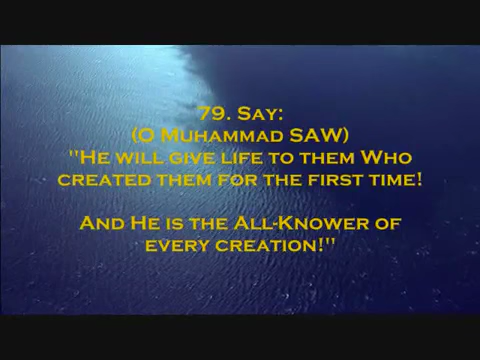 79. Say:
(O Muhammad SAW)
"He will give life to them Who
created them for the first time!
And He is the All-Knower of
every creation!"